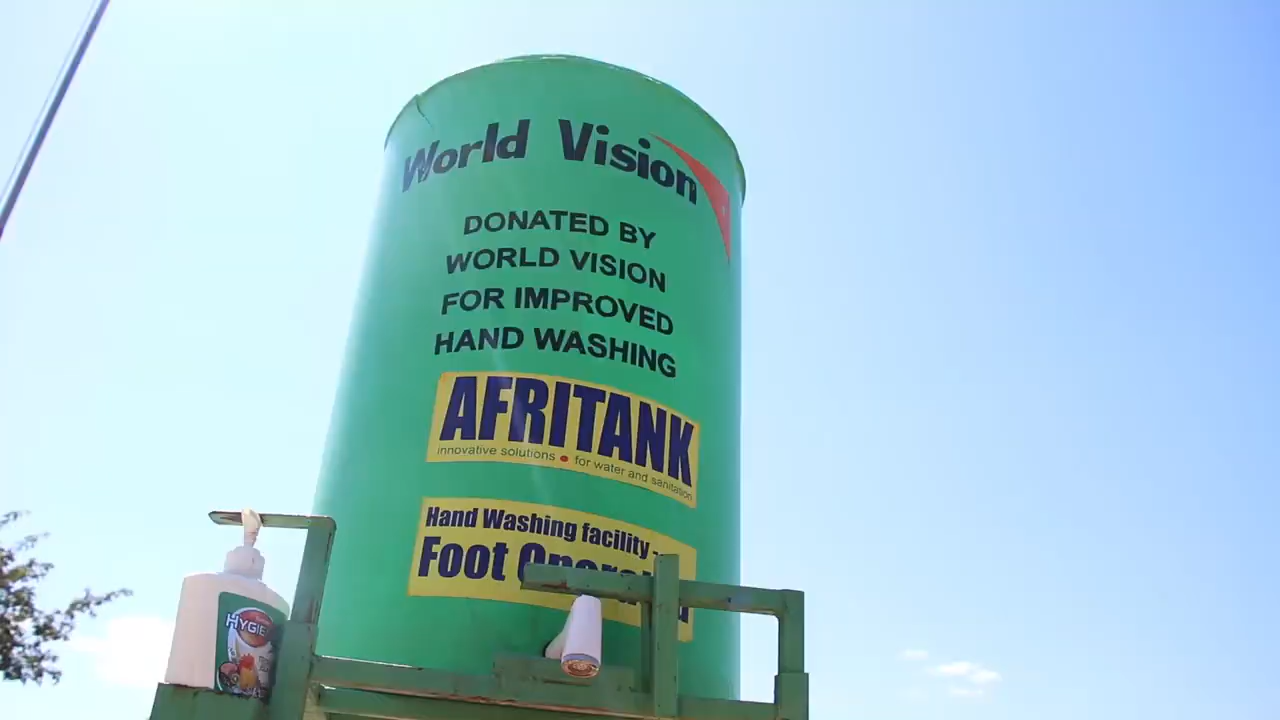 World Vision
DONATED BY
WORLD VISION
FOR IMPROVED
HAND WASHING
AFRITANK
innovative solutions • for water and sanitation
Hand Washing facility -
Foot
HYGIE